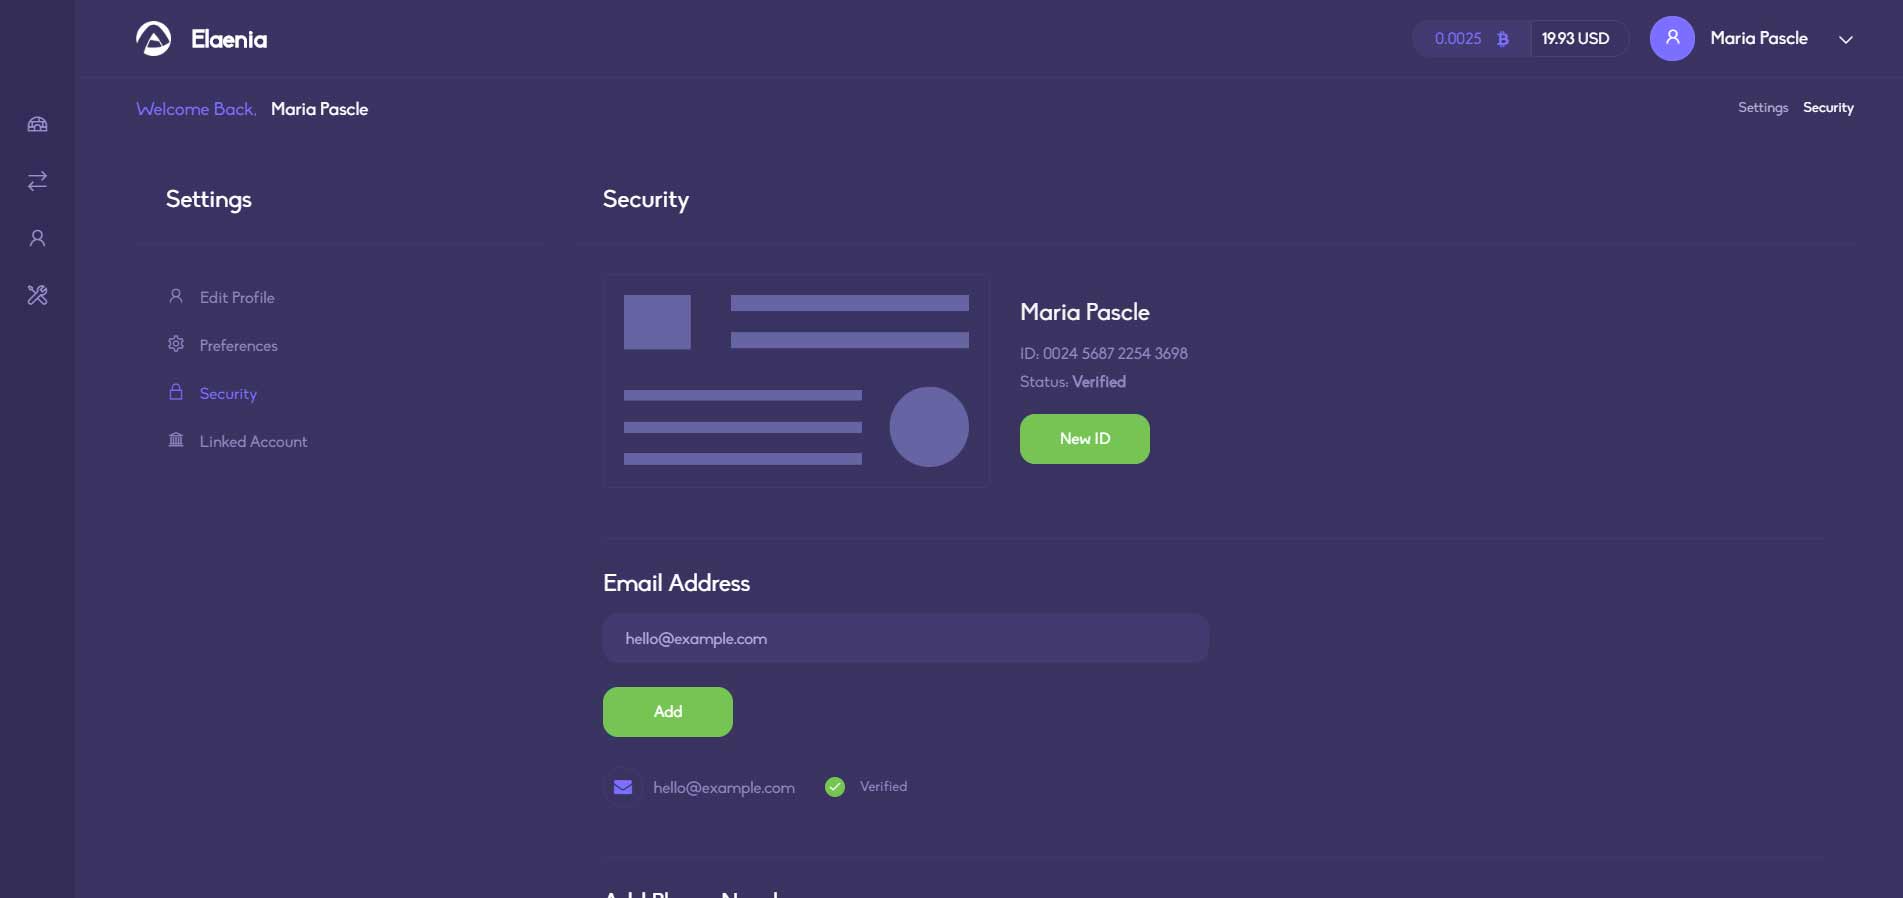 Elaenia
0.0025 19.93 USD
Maria Pascle
Welcome Back, Maria Pascle
Settings Security
Settings
Edit Profile
Preferences
Security
Linked Account
Security
Maria Pascle
ID: 0024 5687 2254 3698
Status: Verified
New ID
Email Address
hello@example.com
Add
hello@example.com Verified